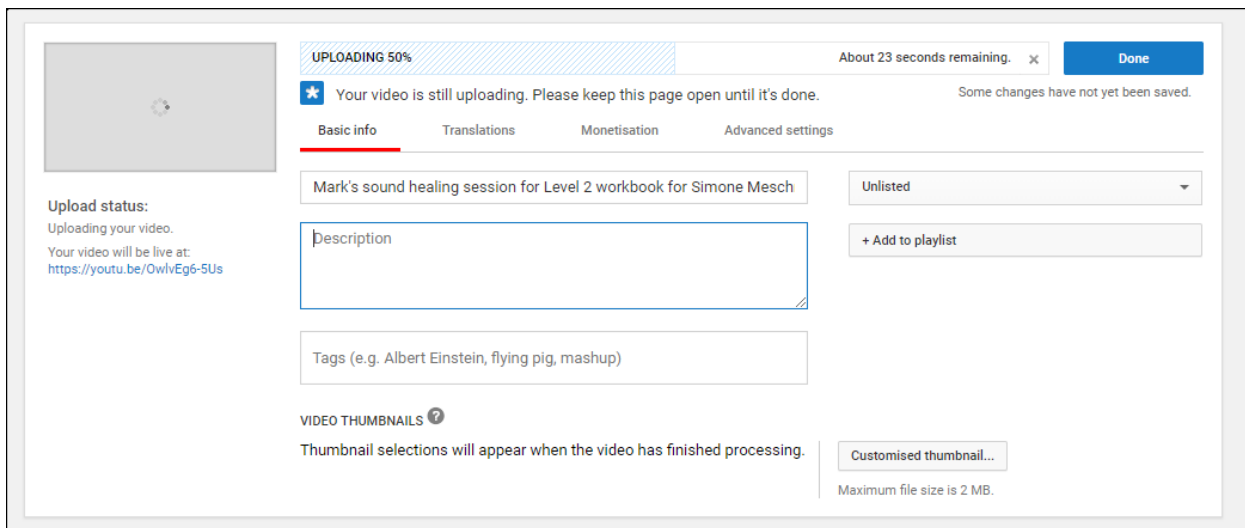 UPLOADING 50%
About 23 seconds remaining.
Done
Your video is still uploading. Please keep this page open until it's done.
Some changes have not yet been saved.
Basic info
Translations
Monetisation
Advanced settings
Mark's sound healing session for Level 2 workbook for Simone Mesch
Unlisted
Description
+ Add to playlist
Upload status:
Uploading your video.
Your video will be live at:
https://youtu.be/OwlvEg6-5Us
Tags (e.g. Albert Einstein, flying pig, mashup)
VIDEO THUMBNAILS ?
Thumbnail selections will appear when the video has finished processing.
Customised thumbnail...
Maximum file size is 2 MB.